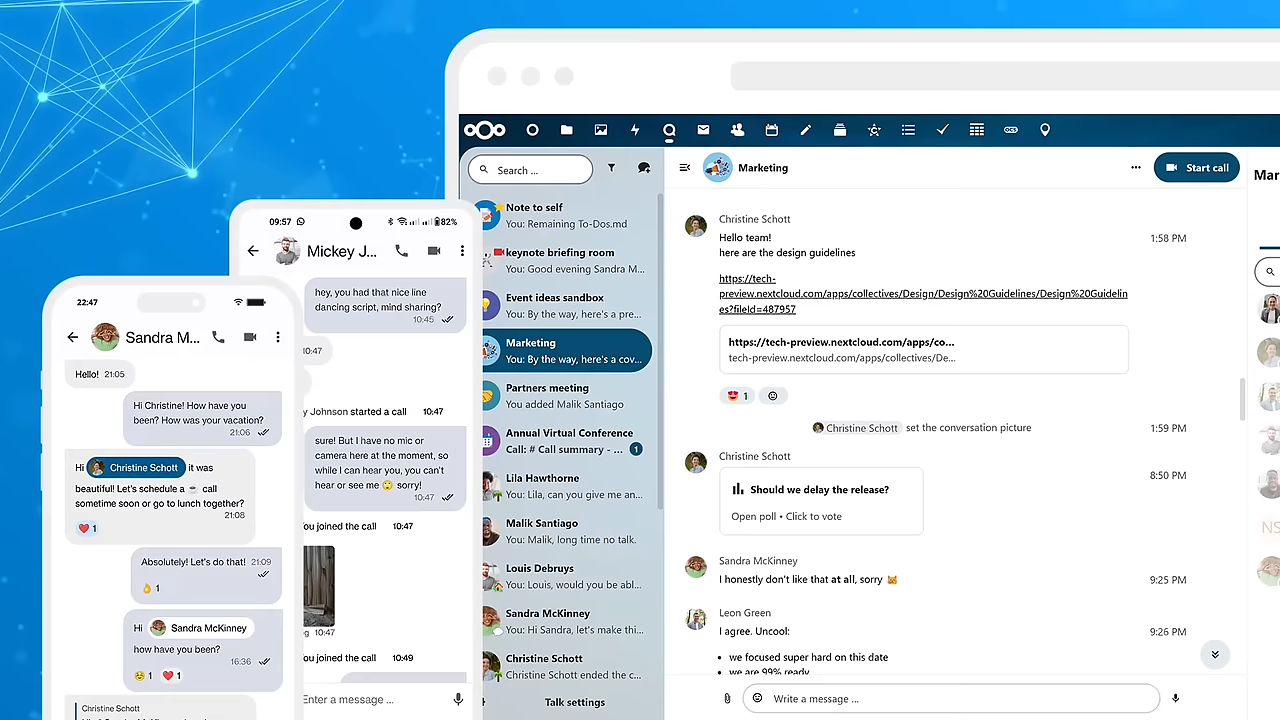 22:47
Sandra M...
Hello! 21:05
Hi Christine! How have you
been? How was your vacation?
21:06
Hi Christine Schott it was
beautiful! Let's schedule a ☕ call
sometime soon or go to lunch together?
21:08
❤️ 1
Absolutely! Let's do that! 21:09
👌 1
Hi Sandra McKinney
how have you been?
16:36
☺️ 1 ❤️ 1
Christine Schott
09:57
82%
Mickey J...
hey, you had that nice line
dancing script, mind sharing?
10:45
10:47
Johnson started a call 10:47
sure! But I have no mic or
camera here at the moment, so
while I can hear you, you can't
hear or see me 🙄 sorry!
10:47
ou joined the call 10:47
10:47
ou joined the call 10:49
Enter a message ...
Search ...
Note to self
You: Remaining To-Dos.md
keynote briefing room
You: Good evening Sandra M...
Event ideas sandbox
You: By the way, here's a pre...
Marketing
You: By the way, here's a cov...
Partners meeting
You added Malik Santiago
Annual Virtual Conference
Call: # Call summary - ... 1
Lila Hawthorne
You: Lila, can you give me an...
Malik Santiago
You: Malik, long time no talk.
Louis Debruys
You: Louis, would you be abl...
Sandra McKinney
You: Hi Sandra, let's make thi...
Christine Schott
Christine Schott ended the c...
Talk settings
Marketing
Start call
Christine Schott
Hello team! 1:58 PM
here are the design guidelines
https://tech-
preview.nextcloud.com/apps/collectives/Design/Design%20Guidelines/Design%20Guidelin
es?fileId=487957
https://tech-preview.nextcloud.com/apps/co...
tech-preview.nextcloud.com/apps/collectives/De...
😍 1
Christine Schott set the conversation picture 1:59 PM
Christine Schott
8:50 PM
Should we delay the release?
Open poll • Click to vote
Sandra McKinney
I honestly don't like that at all, sorry 😿 9:25 PM
Leon Green
I agree. Uncool: 9:26 PM
• we focused super hard on this date
• we are 99% ready
Write a message ...
Mar
NS